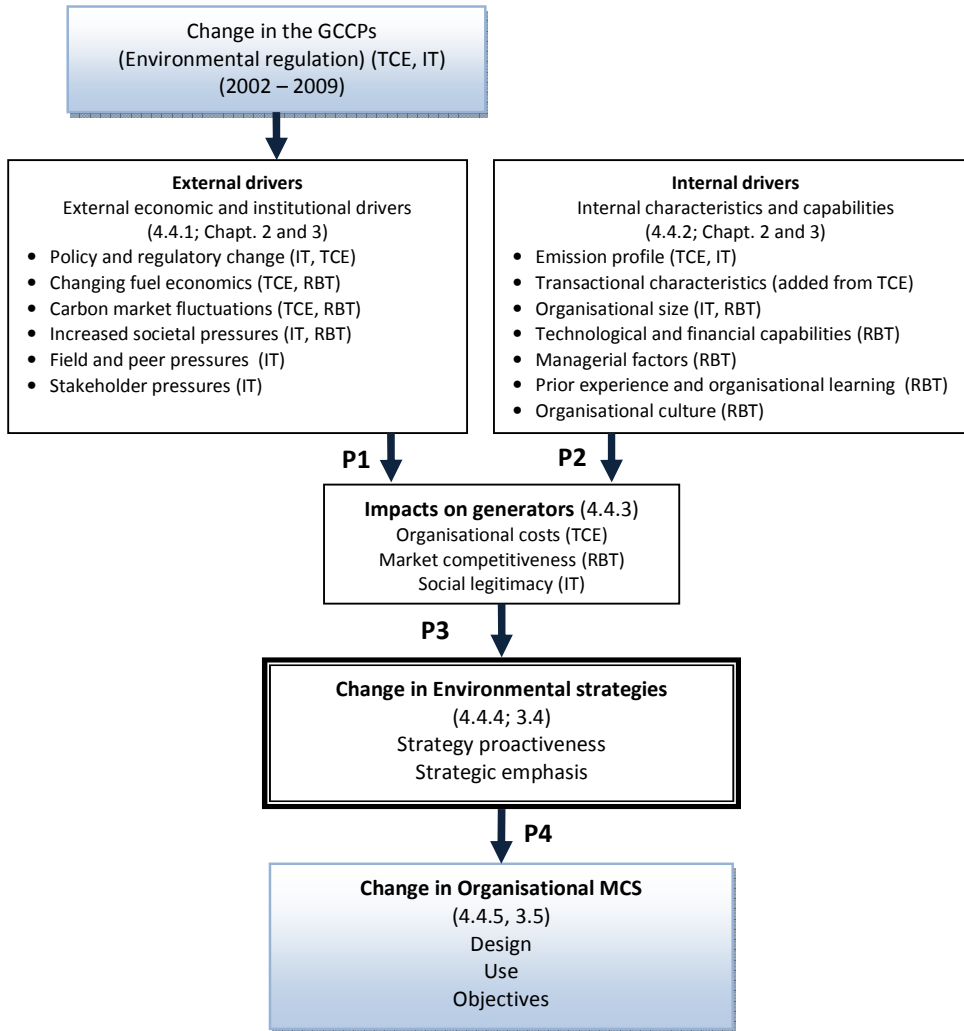 Change in the GCCPs
(Environmental regulation) (TCE, IT)
(2002 – 2009)
External drivers
External economic and institutional drivers
(4.4.1; Chapt. 2 and 3)
• Policy and regulatory change (IT, TCE)
• Changing fuel economics (TCE, RBT)
• Carbon market fluctuations (TCE, RBT)
• Increased societal pressures (IT, RBT)
• Field and peer pressures (IT)
• Stakeholder pressures (IT)
Internal drivers
Internal characteristics and capabilities
(4.4.2; Chapt. 2 and 3)
• Emission profile (TCE, IT)
• Transactional characteristics (added from TCE)
• Organisational size (IT, RBT)
• Technological and financial capabilities (RBT)
• Managerial factors (RBT)
• Prior experience and organisational learning (RBT)
• Organisational culture (RBT)
P1
P2
Impacts on generators (4.4.3)
Organisational costs (TCE)
Market competitiveness (RBT)
Social legitimacy (IT)
P3
Change in Environmental strategies
(4.4.4; 3.4)
Strategy proactiveness
Strategic emphasis
P4
Change in Organisational MCS
(4.4.5, 3.5)
Design
Use
Objectives